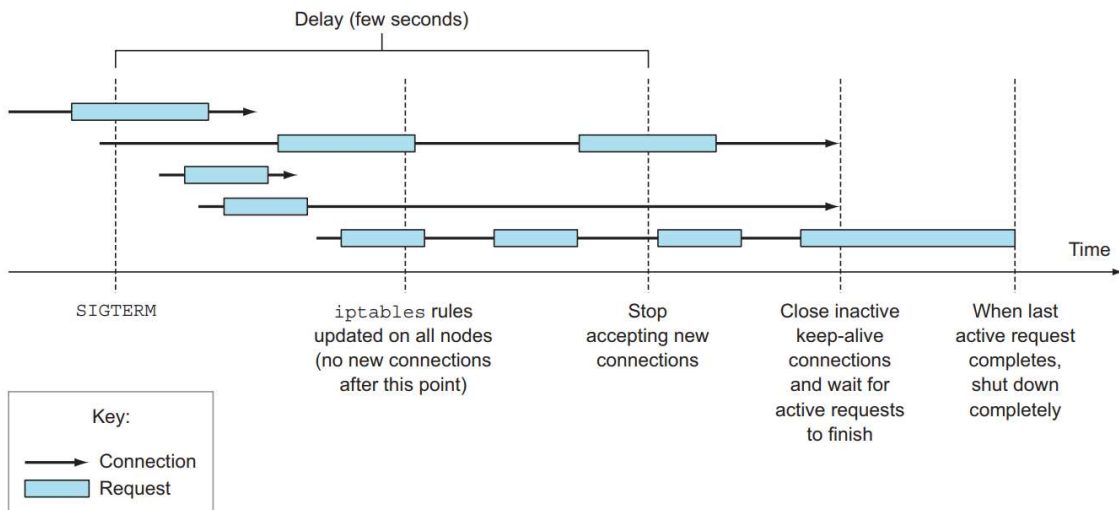 Delay (few seconds)
Time
SIGTERM
iptables rules
updated on all nodes
(no new connections
after this point)
Stop
accepting new
connections
Close inactive
keep-alive
connections
and wait for
active requests
to finish
When last
active request
completes,
shut down
completely
Key:
Connection
Request